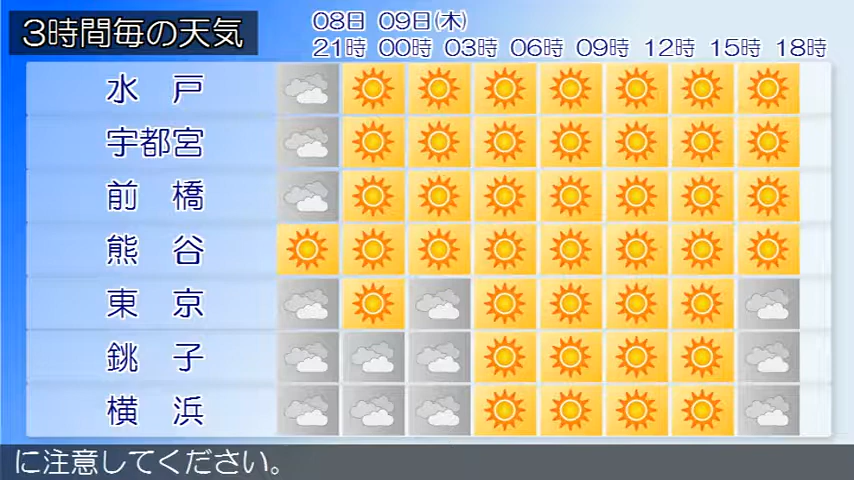 3時間毎の天気
08日 09日(木)
21時 00時 03時 06時 09時 12時 15時 18時
水 戸
宇都宮
前 橋
熊 谷
東 京
銚 子
横 浜
に注意してください。